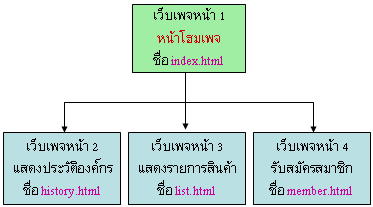 เว็บเพจหน้า 1
หน้าโฮมเพจ
ชื่อ index.html
เว็บเพจหน้า 2
แสดงประวัติองค์กร
ชื่อ history.html
เว็บเพจหน้า 3
แสดงรายการสินค้า
ชื่อ list.html
เว็บเพจหน้า 4
รับสมัครสมาชิก
ชื่อ member.html